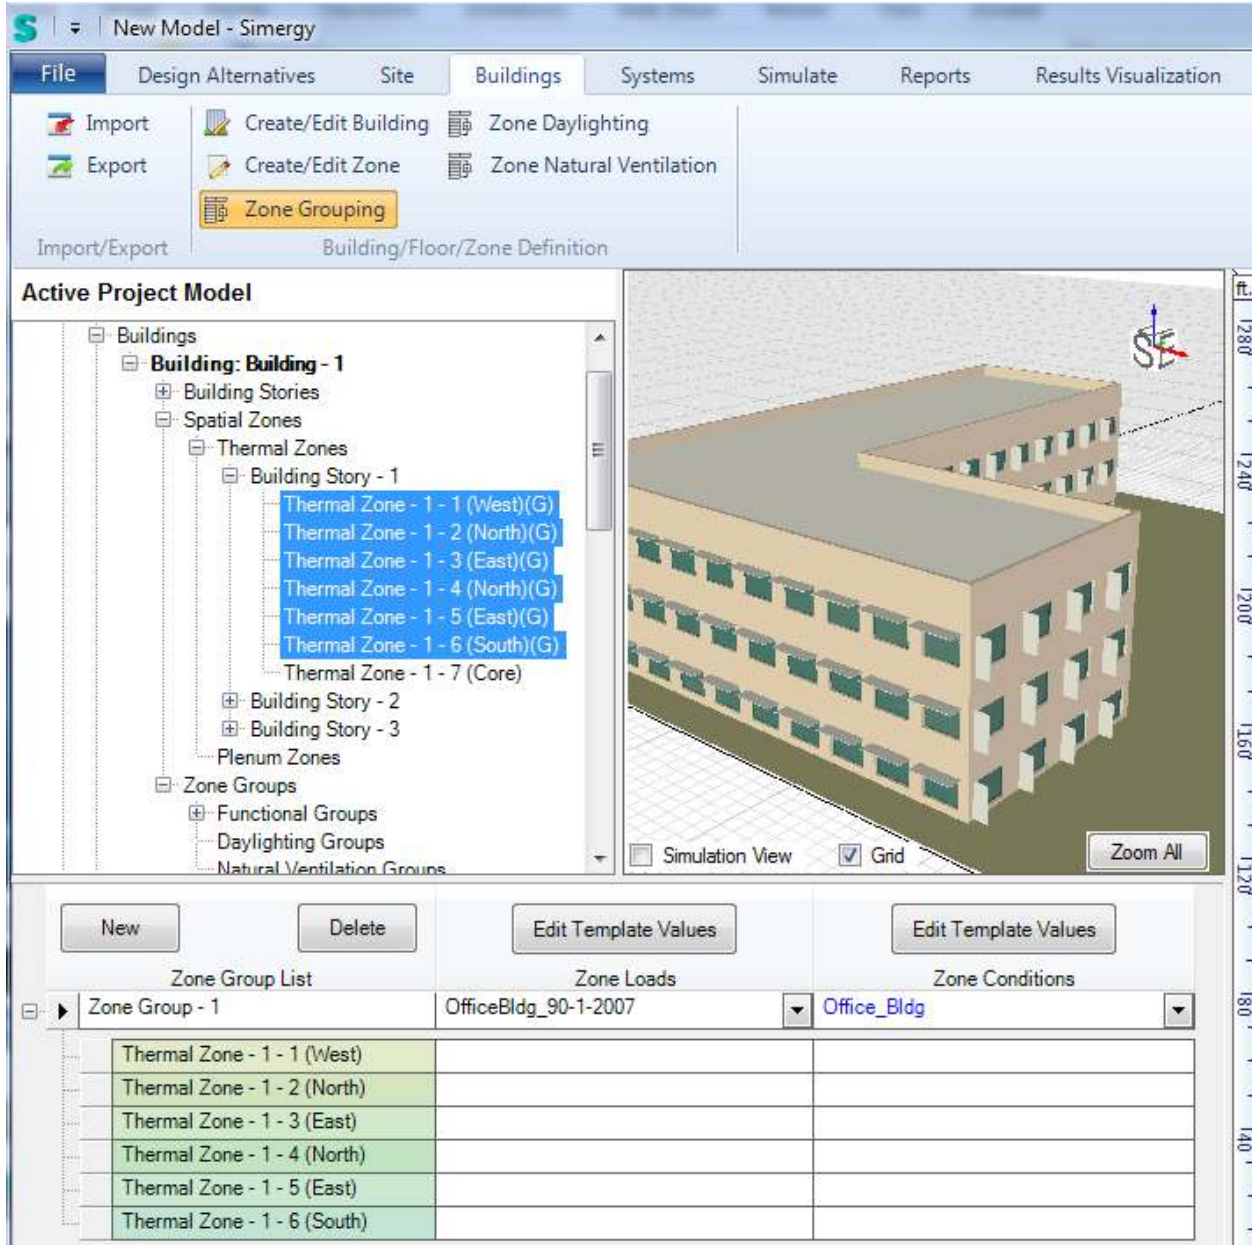 S New Model - Simergy
File Design Alternatives Site Buildings Systems Simulate Reports Results Visualization
Import Create/Edit Building Zone Daylighting
Export Create/Edit Zone Zone Natural Ventilation
Zone Grouping
Import/Export Building/Floor/Zone Definition
Active Project Model
Buildings
Building: Building - 1
Building Stories
Spatial Zones
Thermal Zones
Building Story - 1
Thermal Zone - 1 - 1 (West)(G)
Thermal Zone - 1 - 2 (North)(G)
Thermal Zone - 1 - 3 (East)(G)
Thermal Zone - 1 - 4 (North)(G)
Thermal Zone - 1 - 5 (East)(G)
Thermal Zone - 1 - 6 (South)(G)
Thermal Zone - 1 - 7 (Core)
Building Story - 2
Building Story - 3
Plenum Zones
Zone Groups
Functional Groups
Daylighting Groups
Natural Ventilation Groups
SE
Simulation View Grid Zoom All
ft.
280
240
200
160
120
80
40
New Delete Edit Template Values Edit Template Values
Zone Group List Zone Loads Zone Conditions
Zone Group - 1 OfficeBldg_90-1-2007 Office_Bldg
Thermal Zone - 1 - 1 (West)
Thermal Zone - 1 - 2 (North)
Thermal Zone - 1 - 3 (East)
Thermal Zone - 1 - 4 (North)
Thermal Zone - 1 - 5 (East)
Thermal Zone - 1 - 6 (South)